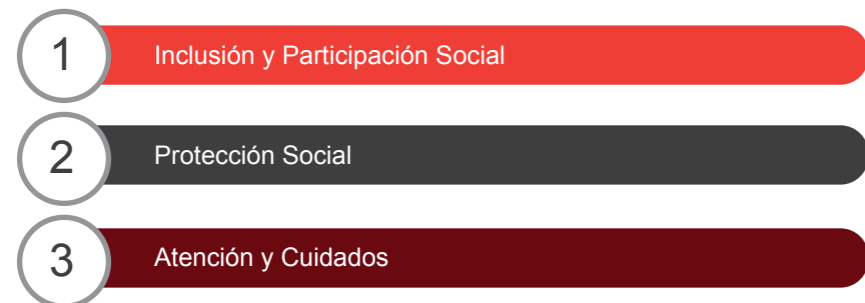 1 Inclusión y Participación Social
2 Protección Social
3 Atención y Cuidados